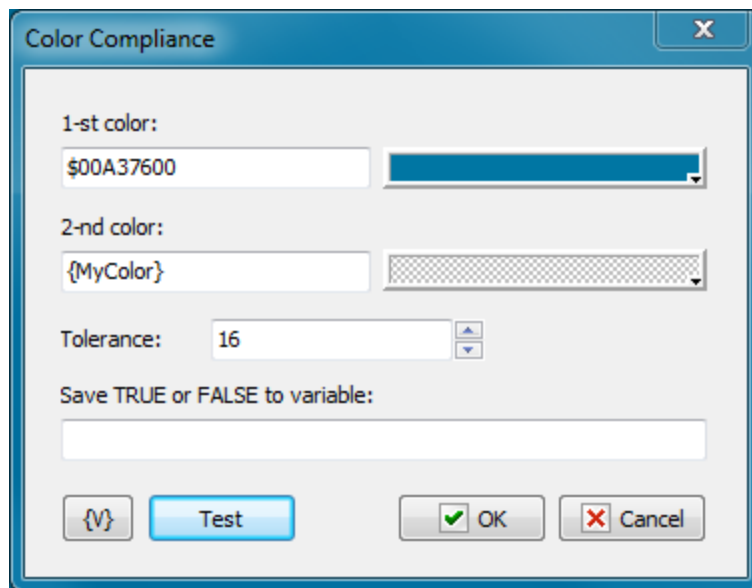 Color Compliance
1-st color:
$00A37600
2-nd color:
{MyColor}
Tolerance: 16
Save TRUE or FALSE to variable:
{V} Test OK Cancel